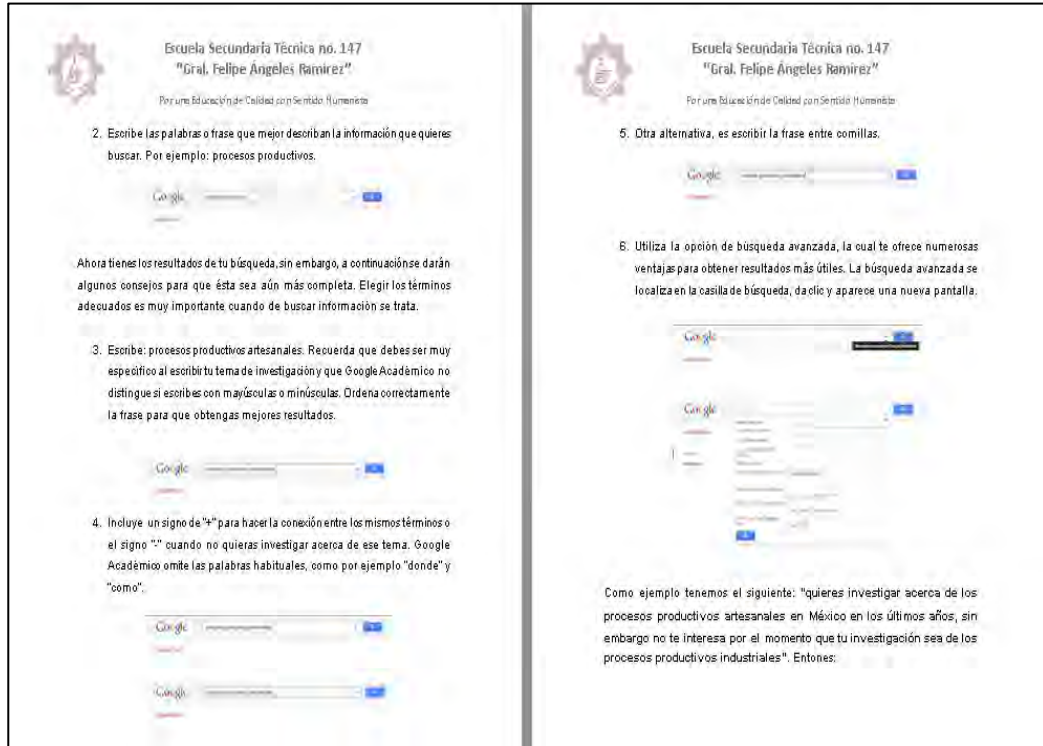 Escuela Secundaria Técnica no. 147
"Gral. Felipe Ángeles Ramírez"
Por una Educación de Calidad con Sentido Humanista
2. Escribe las palabras o frase que mejor describan la información que quieres
buscar. Por ejemplo: procesos productivos.
Google
Ahora tienes los resultados de tu búsqueda, sin embargo, a continuación se darán
algunos consejos para que ésta sea aún más completa. Elegir los términos
adecuados es muy importante cuando de buscar información se trata.
3. Escribe: procesos productivos artesanales. Recuerda que debes ser muy
específico al escribir tu tema de investigación y que Google Académico no
distingue si escribes con mayúsculas o minúsculas. Ordena correctamente
la frase para que obtengas mejores resultados.
Google
4. Incluye un signo de "+" para hacer la conexión entre los mismos términos o
el signo "-" cuando no quieras investigar acerca de ese tema. Google
Académico omite las palabras habituales, como por ejemplo "donde" y
"como".
Google
Google
Escuela Secundaria Técnica no. 147
"Gral. Felipe Ángeles Ramírez"
Por una Educación de Calidad con Sentido Humanista
5. Otra alternativa, es escribir la frase entre comillas.
Google
6. Utiliza la opción de búsqueda avanzada, la cual te ofrece numerosas
ventajas para obtener resultados más útiles. La búsqueda avanzada se
localiza en la casilla de búsqueda, da clic y aparece una nueva pantalla.
Google
Google
Como ejemplo tenemos el siguiente: "quieres investigar acerca de los
procesos productivos artesanales en México en los últimos años, sin
embargo no te interesa por el momento que tu investigación sea de los
procesos productivos industriales". Entones: